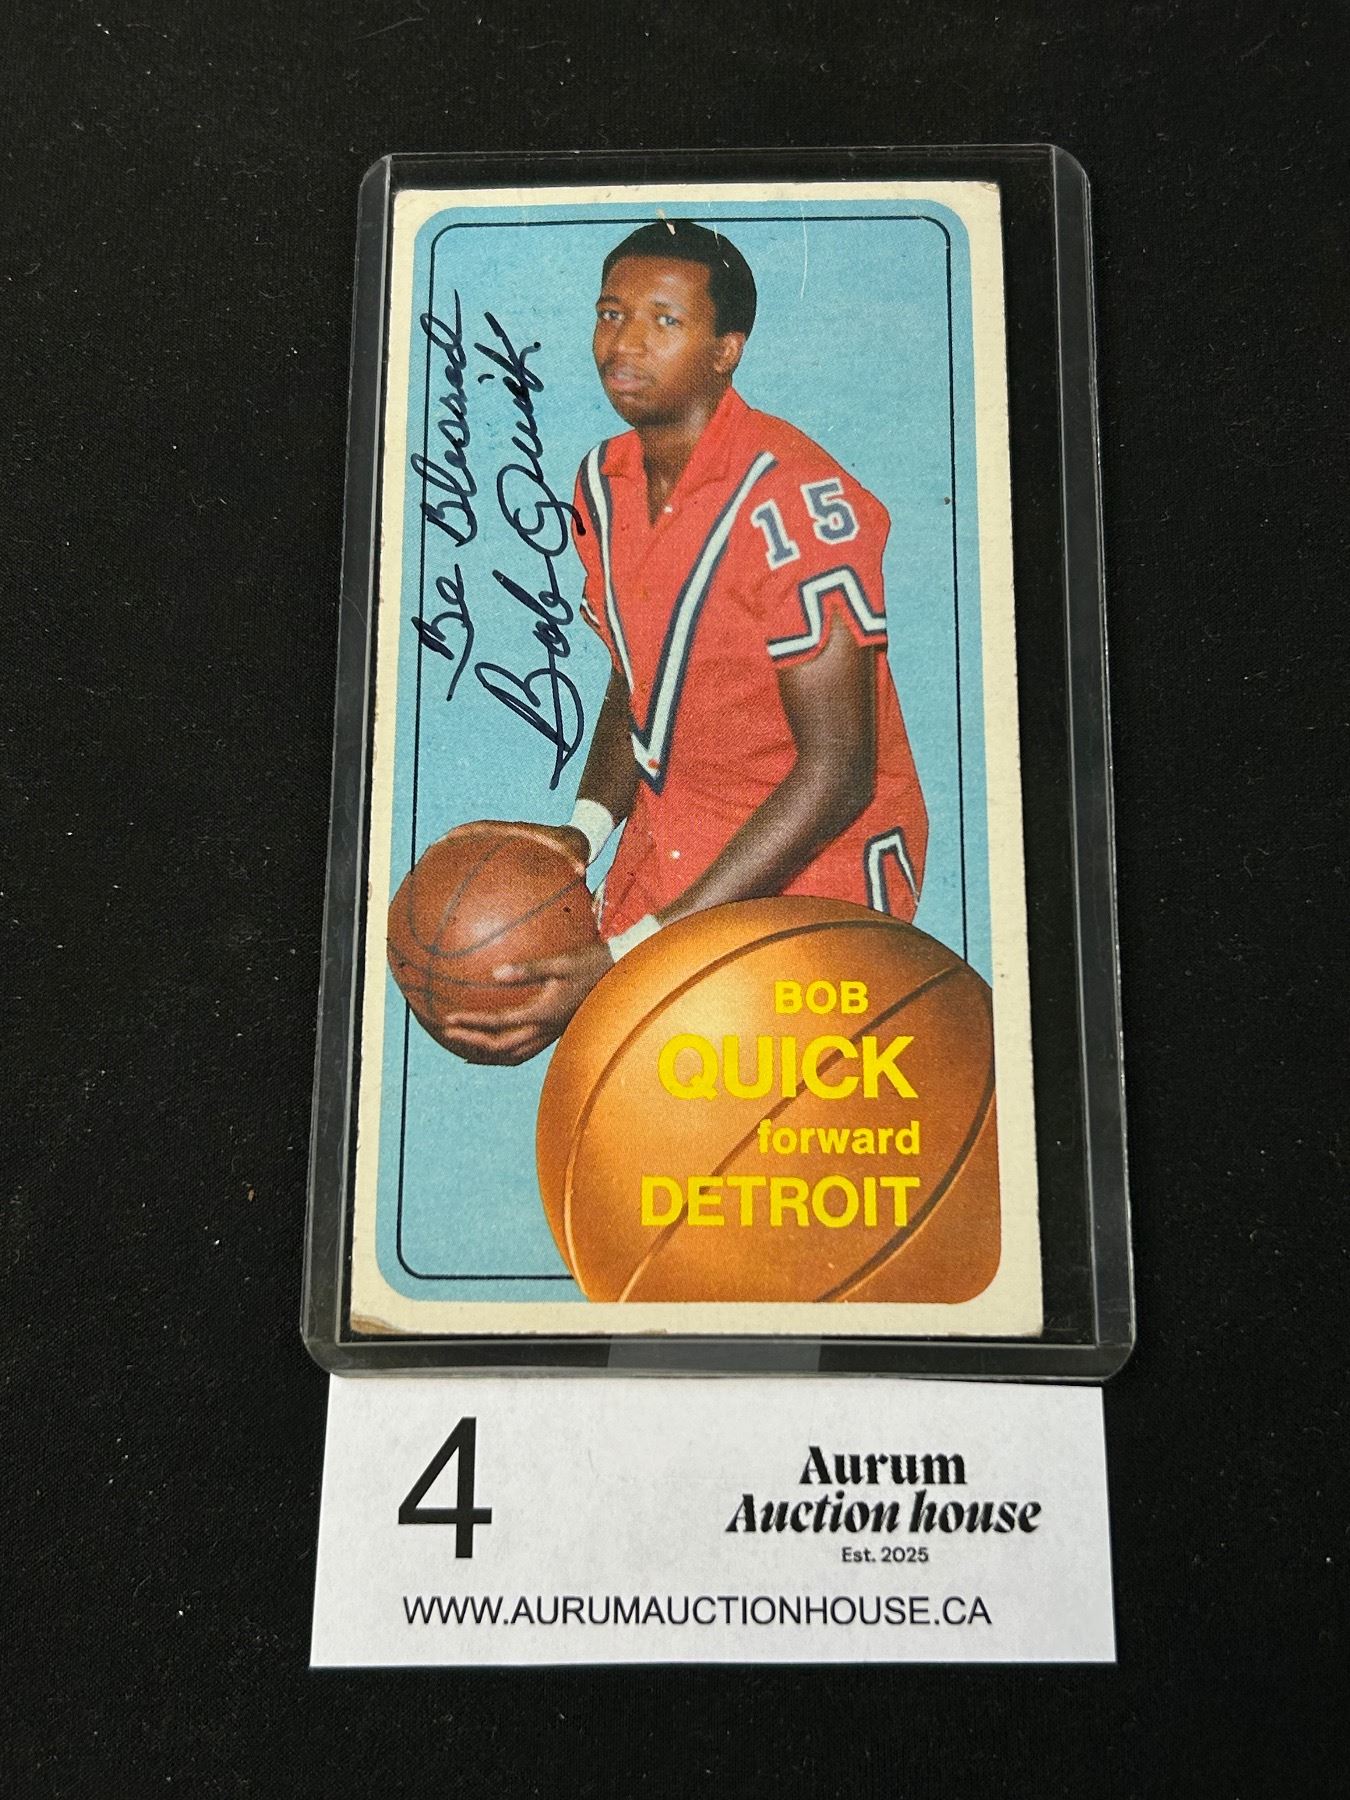 Be Blessed
Bob Quick
15
BOB
QUICK
forward
DETROIT
4
Aurum
Auction house
Est. 2025
WWW.AURUMAUCTIONHOUSE.CA